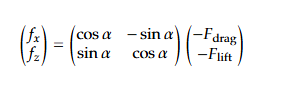 (f_x) = (cos α  − sin α) (−F_drag)
(f_z)   (sin α  cos α) (−F_lift)